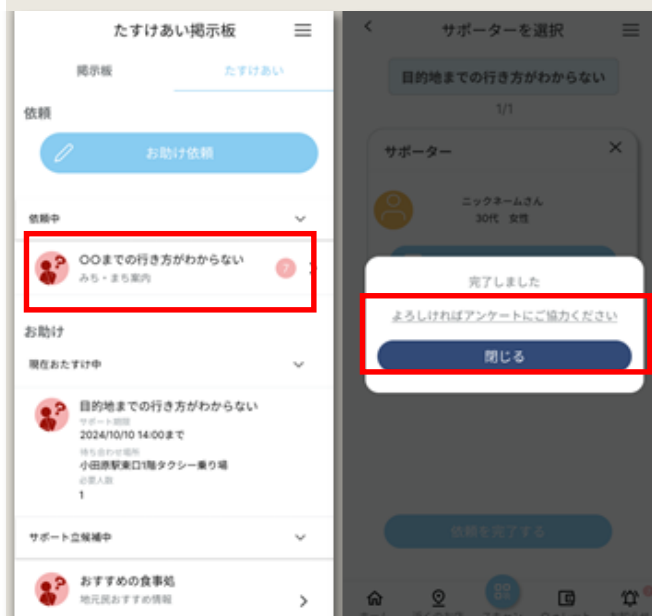 たすけあい掲示板
掲示板
たすけあい
依頼
お助け依頼
依頼中
〇〇までの行き方がわからない
みち・まち案内
7
お助け
現在おたすけ中
目的地までの行き方がわからない
サポート期間
2024/10/10 14:00まで
待ち合わせ場所
小田原駅東口1階タクシー乗り場
必要人数
1
サポート立候補中
おすすめの食事処
地元民おすすめ情報
サポーターを選択
目的地までの行き方がわからない
1/1
サポーター
ニックネームさん
30代 女性
完了しました
よろしければアンケートにご協力ください
閉じる
依頼を完了する